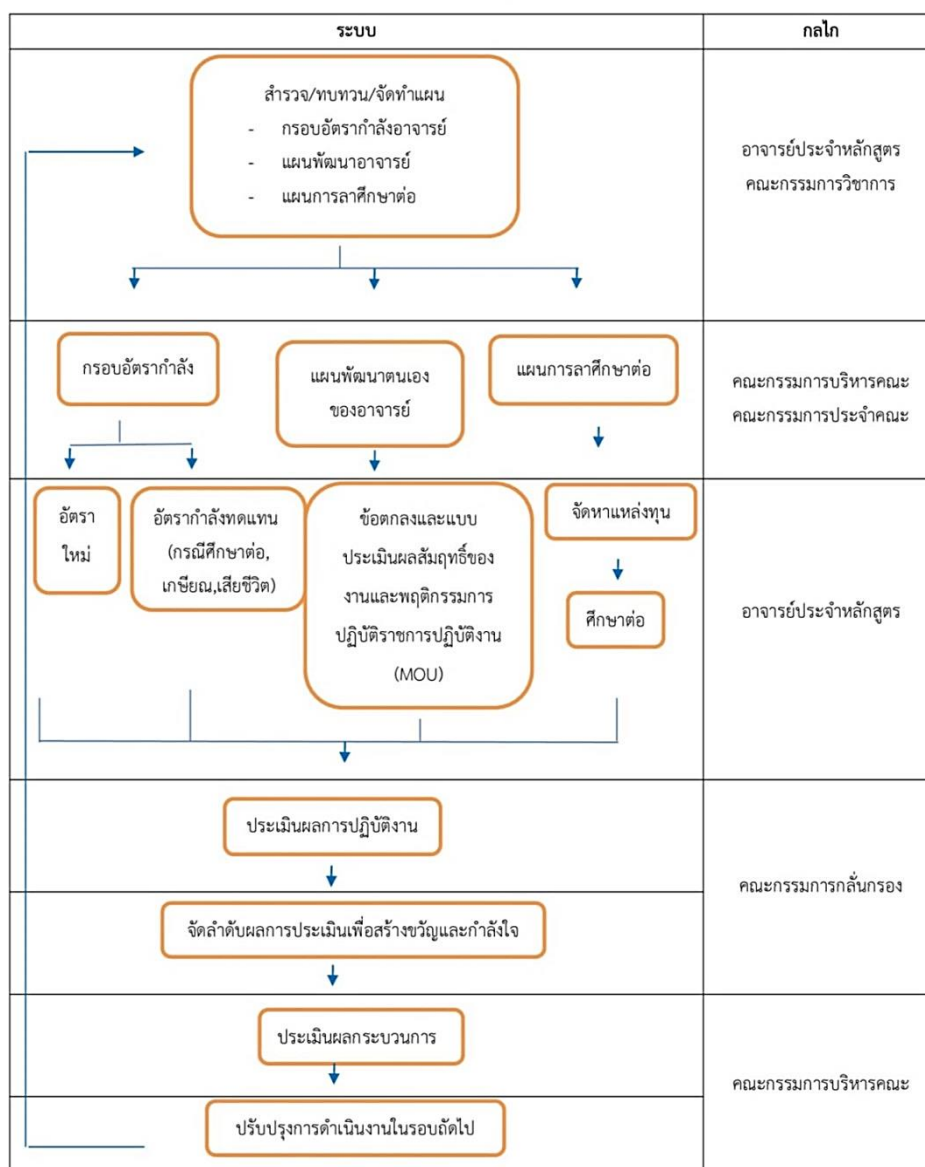 ระบบ
กลไก
สำรวจ/ทบทวน/จัดทำแผน
- กรอบอัตรากำลังอาจารย์
- แผนพัฒนาอาจารย์
- แผนการลาศึกษาต่อ
อาจารย์ประจำหลักสูตร
คณะกรรมการวิชาการ
กรอบอัตรากำลัง
แผนพัฒนาตนเอง
ของอาจารย์
แผนการลาศึกษาต่อ
คณะกรรมการบริหารคณะ
คณะกรรมการประจำคณะ
อัตรา
ใหม่
อัตรากำลังทดแทน
(กรณีศึกษาต่อ,
เกษียณ,เสียชีวิต)
ข้อตกลงและแบบ
ประเมินผลสัมฤทธิ์ของ
งานและพฤติกรรมการ
ปฏิบัติราชการปฏิบัติงาน
(MOU)
จัดหาแหล่งทุน
ศึกษาต่อ
อาจารย์ประจำหลักสูตร
ประเมินผลการปฏิบัติงาน
คณะกรรมการกลั่นกรอง
จัดลำดับผลการประเมินเพื่อสร้างขวัญและกำลังใจ
ประเมินผลกระบวนการ
คณะกรรมการบริหารคณะ
ปรับปรุงการดำเนินงานในรอบถัดไป